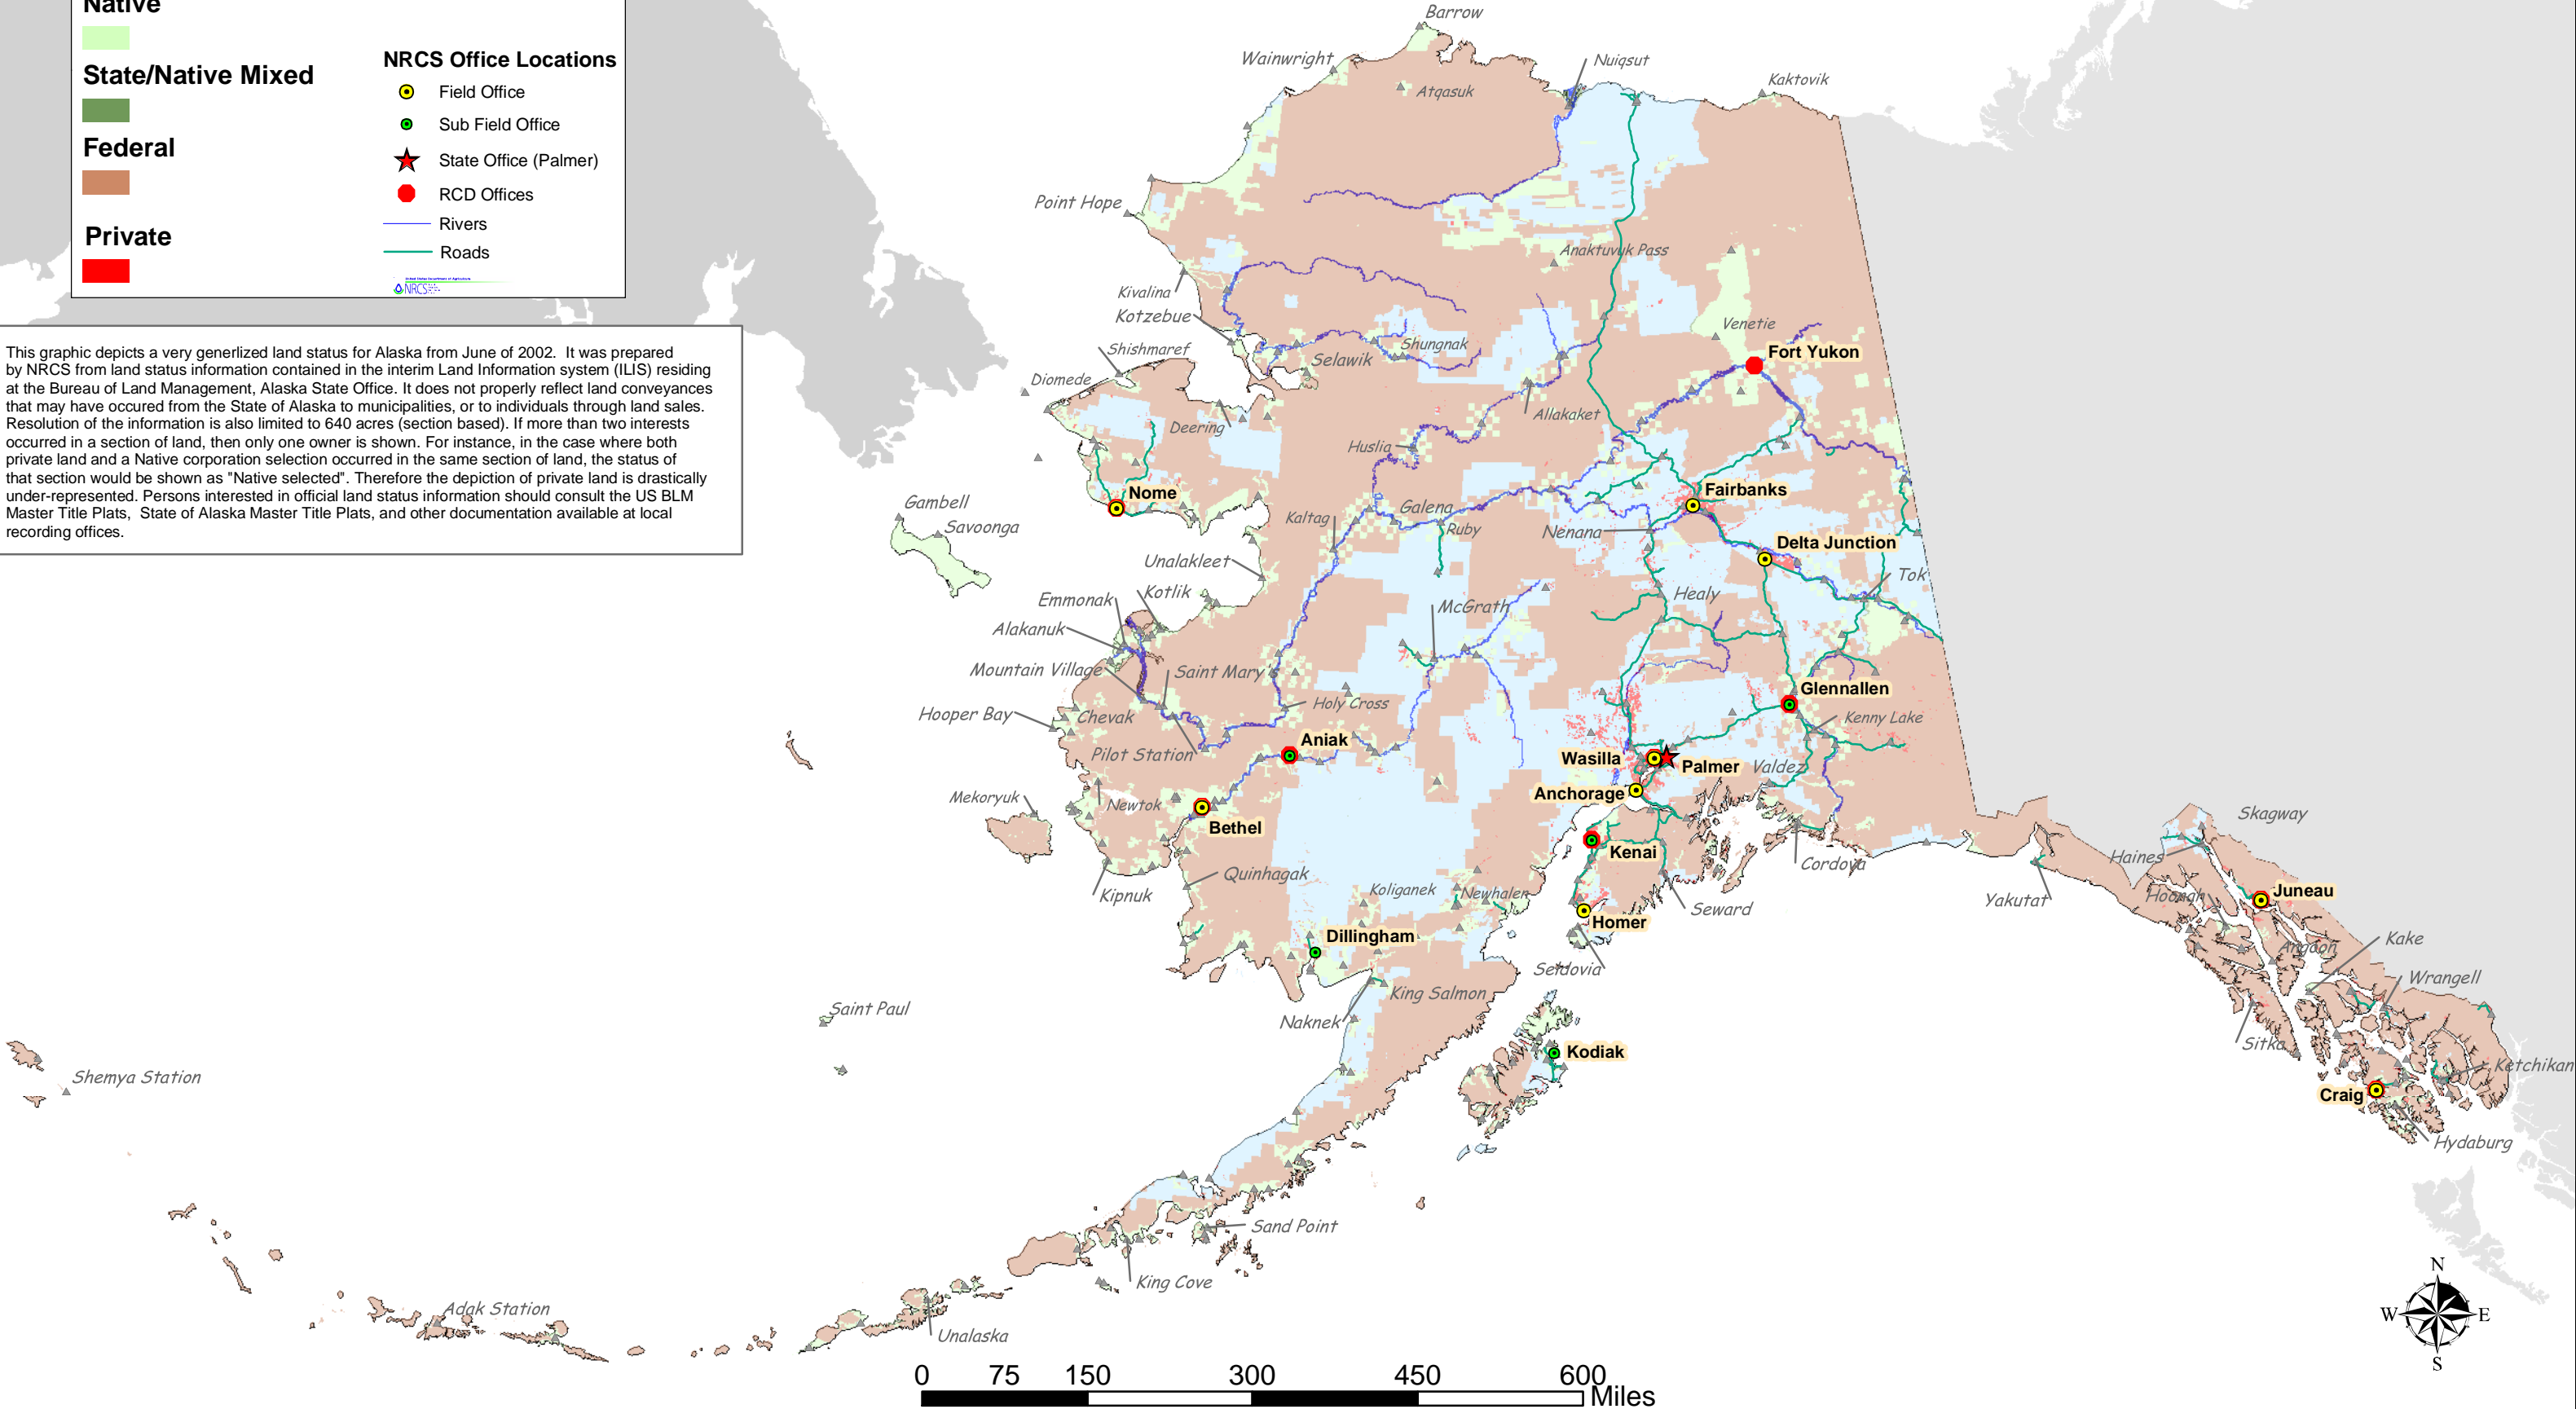 Native
State/Native Mixed
Federal
Private
NRCS Office Locations
Field Office
Sub Field Office
State Office (Palmer)
RCD Offices
Rivers
Roads
United States Department of Agriculture
NRCS
This graphic depicts a very generlized land status for Alaska from June of 2002. It was prepared
by NRCS from land status information contained in the interim Land Information system (ILIS) residing
at the Bureau of Land Management, Alaska State Office. It does not properly reflect land conveyances
that may have occured from the State of Alaska to municipalities, or to individuals through land sales.
Resolution of the information is also limited to 640 acres (section based). If more than two interests
occurred in a section of land, then only one owner is shown. For instance, in the case where both
private land and a Native corporation selection occurred in the same section of land, the status of
that section would be shown as "Native selected". Therefore the depiction of private land is drastically
under-represented. Persons interested in official land status information should consult the US BLM
Master Title Plats, State of Alaska Master Title Plats, and other documentation available at local
recording offices.
Barrow
Wainwright
Nuiqsut
Kaktovik
Atqasuk
Point Hope
Anaktuvuk Pass
Kivalina
Kotzebue
Venetie
Shishmaref
Shungnak
Selawik
Fort Yukon
Diomede
Allakaket
Deering
Huslia
Nome
Fairbanks
Gambell
Savoonga
Galena
Kaltag
Ruby
Nenana
Delta Junction
Unalakleet
Tok
Kotlik
Emmonak
Healy
McGrath
Alakanuk
Mountain Village
Saint Mary's
Glennallen
Holy Cross
Hooper Bay
Chevak
Kenny Lake
Aniak
Pilot Station
Wasilla
Palmer
Valdez
Anchorage
Mekoryuk
Newtok
Bethel
Skagway
Kenai
Cordova
Haines
Quinhagak
Koliganek
Newhalen
Kipnuk
Seward
Yakutat
Hoonah
Juneau
Homer
Dillingham
Angoon
Kake
Seldovia
Wrangell
King Salmon
Naknek
Saint Paul
Kodiak
Sitka
Ketchikan
Shemya Station
Craig
Hydaburg
Sand Point
King Cove
Adak Station
Unalaska
N
W
E
S
0 75 150 300 450 600
Miles